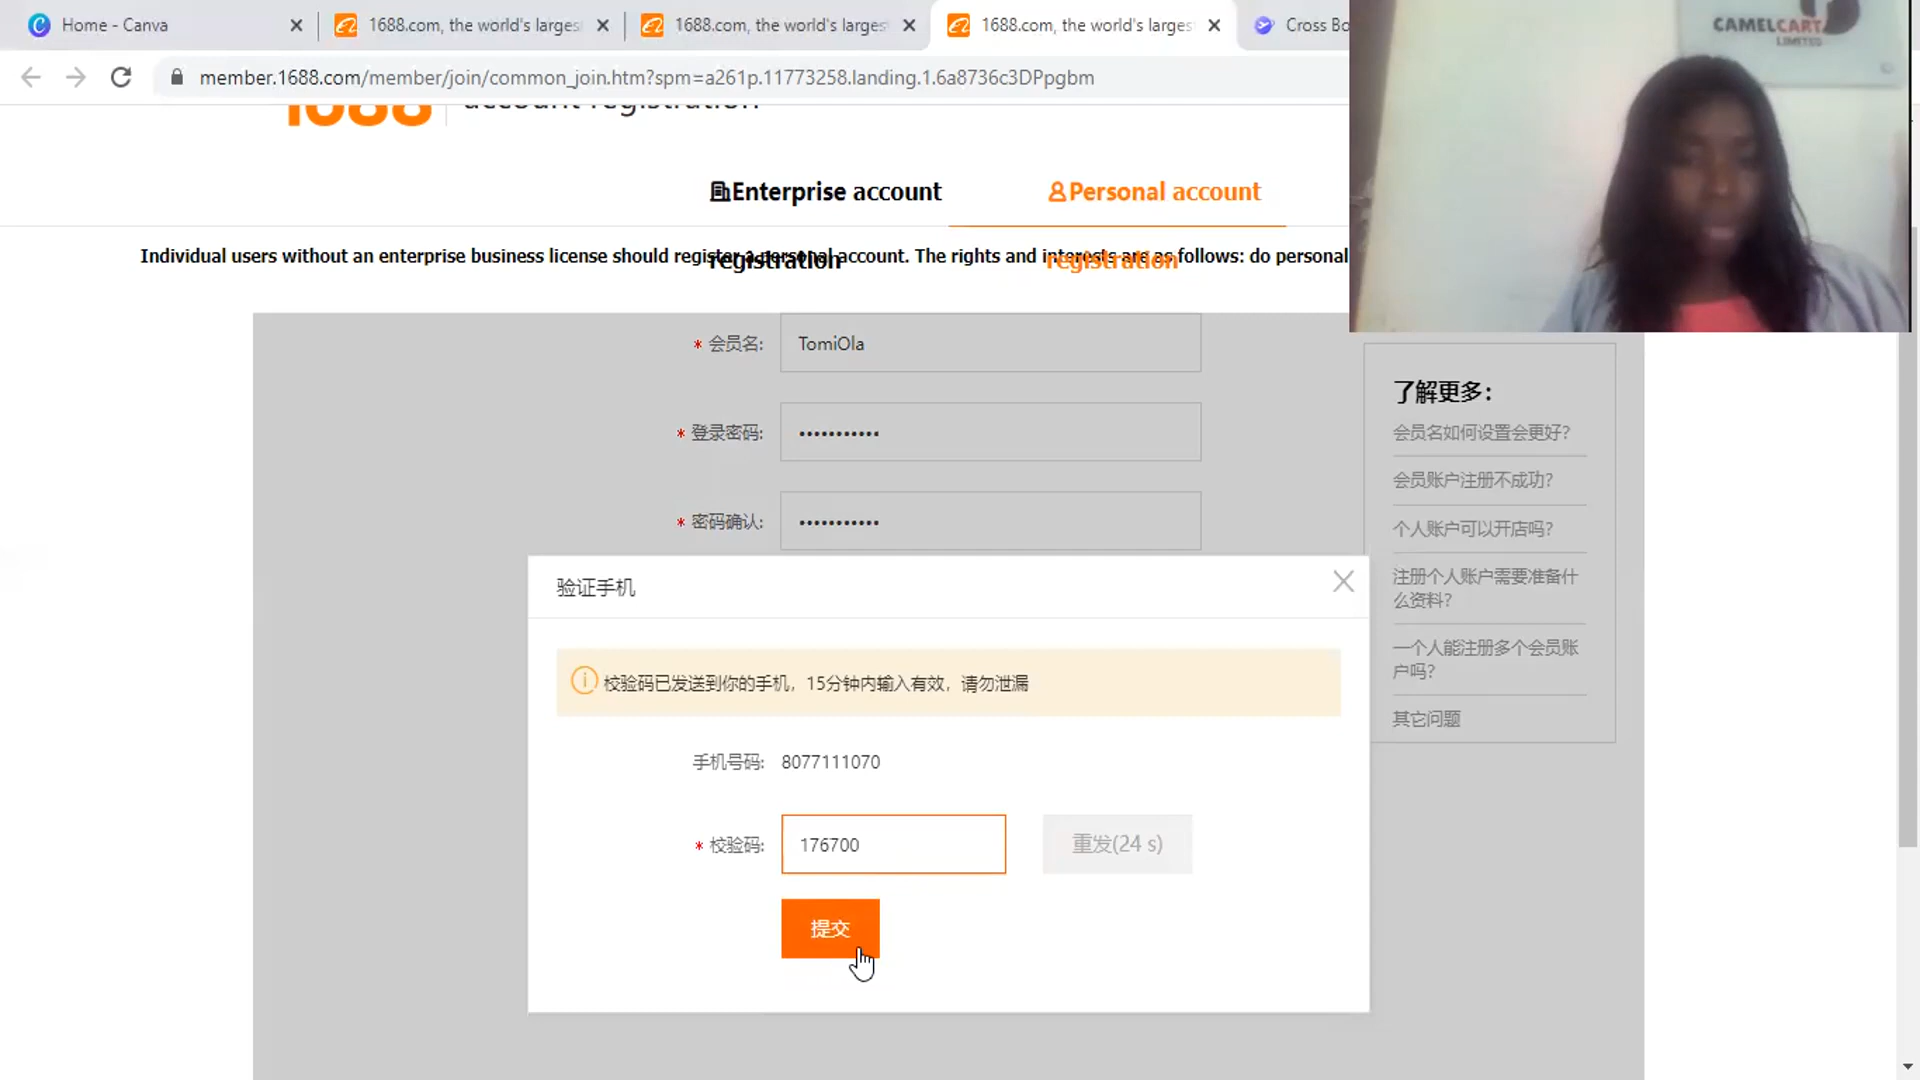 Home - Canva
1688.com, the world's larges
1688.com, the world's larges
1688.com, the world's larges
Cross Bo
member.1688.com/member/join/common_join.htm?spm=a261p.11773258.landing.1.6a8736c3DPpgbm
CAMELCART
LIMITED
1688 account registration
Enterprise account
registration
Personal account
registration
Individual users without an enterprise business license should register a personal account. The rights and interests are as follows: do personal
* 会员名: TomiOla
* 登录密码: •••••••••••
* 密码确认: •••••••••••
了解更多：
会员名如何设置会更好?
会员账户注册不成功?
个人账户可以开店吗?
注册个人账户需要准备什
么资料?
一个人能注册多个会员账
户吗?
其它问题
验证手机
校验码已发送到你的手机，15分钟内输入有效，请勿泄漏
手机号码: 8077111070
* 校验码: 176700
重发(24 s)
提交